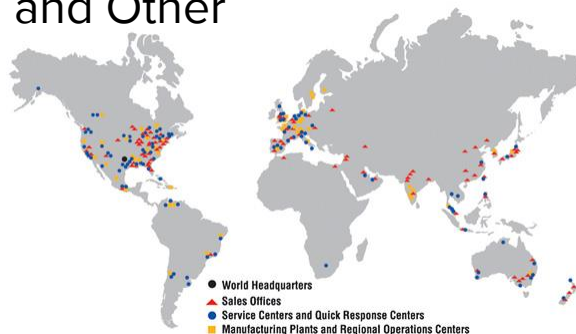 and Other
World Headquarters
Sales Offices
Service Centers and Quick Response Centers
Manufacturing Plants and Regional Operations Centers